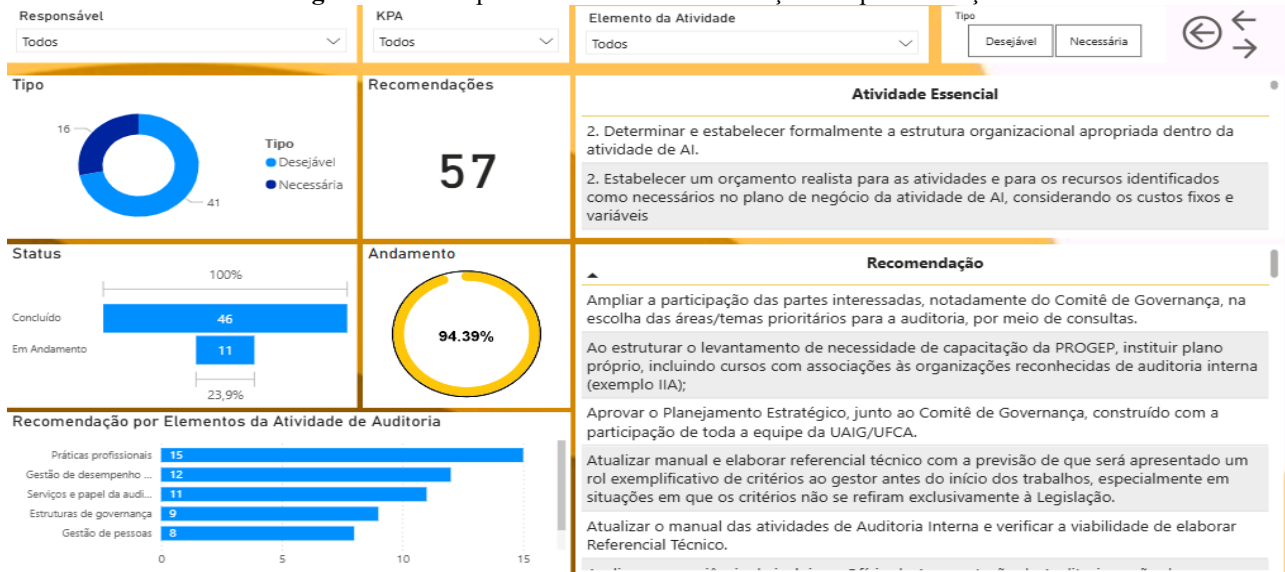 Responsável
Todos
KPA
Todos
Elemento da Atividade
Todos
Tipo
Desejável
Necessária
Tipo
16
41
Tipo
Desejável
Necessária
Recomendações
57
Atividade Essencial
2. Determinar e estabelecer formalmente a estrutura organizacional apropriada dentro da
atividade de AI.
2. Estabelecer um orçamento realista para as atividades e para os recursos identificados
como necessários no plano de negócio da atividade de AI, considerando os custos fixos e
variáveis
Status
100%
Concluído
46
Em Andamento
11
23,9%
Andamento
94.39%
Recomendação
Ampliar a participação das partes interessadas, notadamente do Comitê de Governança, na
escolha das áreas/temas prioritários para a auditoria, por meio de consultas.
Ao estruturar o levantamento de necessidade de capacitação da PROGEP, instituir plano
próprio, incluindo cursos com associações às organizações reconhecidas de auditoria interna
(exemplo IIA);
Aprovar o Planejamento Estratégico, junto ao Comitê de Governança, construído com a
participação de toda a equipe da UAIG/UFCA.
Atualizar manual e elaborar referencial técnico com a previsão de que será apresentado um
rol exemplificativo de critérios ao gestor antes do início dos trabalhos, especialmente em
situações em que os critérios não se refiram exclusivamente à Legislação.
Atualizar o manual das atividades de Auditoria Interna e verificar a viabilidade de elaborar
Referencial Técnico.
Recomendação por Elementos da Atividade de Auditoria
Práticas profissionais 15
Gestão de desempenho ... 12
Serviços e papel da audi... 11
Estruturas de governança 9
Gestão de pessoas 8
0 5 10 15